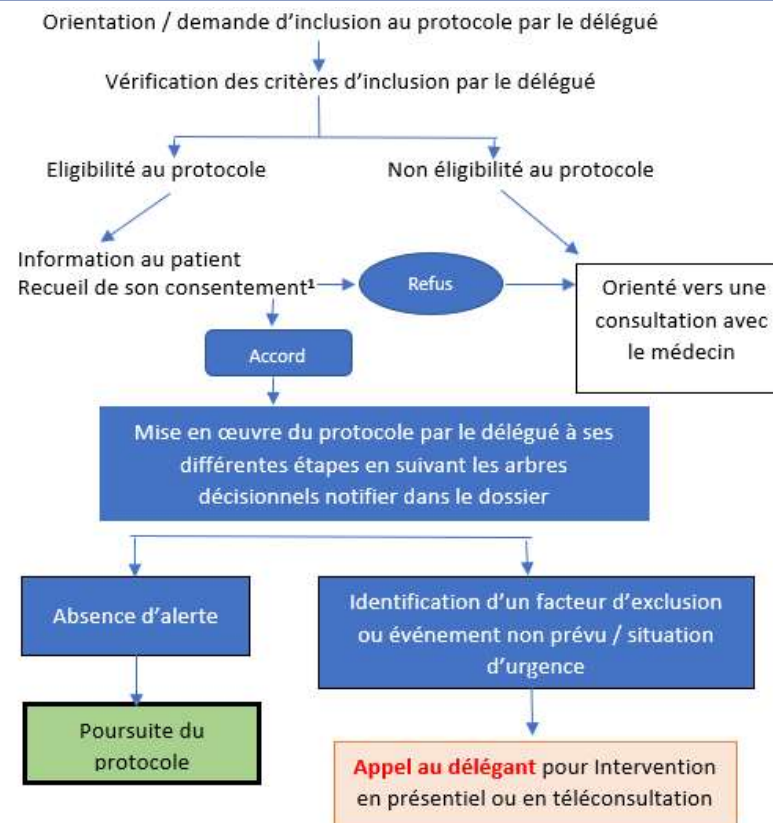 Orientation / demande d’inclusion au protocole par le délégué
Vérification des critères d’inclusion par le délégué
Eligibilité au protocole
Non éligibilité au protocole
Information au patient
Recueil de son consentement¹
Refus
Orienté vers une
consultation avec
le médecin
Accord
Mise en œuvre du protocole par le délégué à ses
différentes étapes en suivant les arbres
décisionnels notifier dans le dossier
Absence d’alerte
Identification d’un facteur d’exclusion
ou événement non prévu / situation
d’urgence
Poursuite du
protocole
Appel au délégant pour Intervention
en présentiel ou en téléconsultation